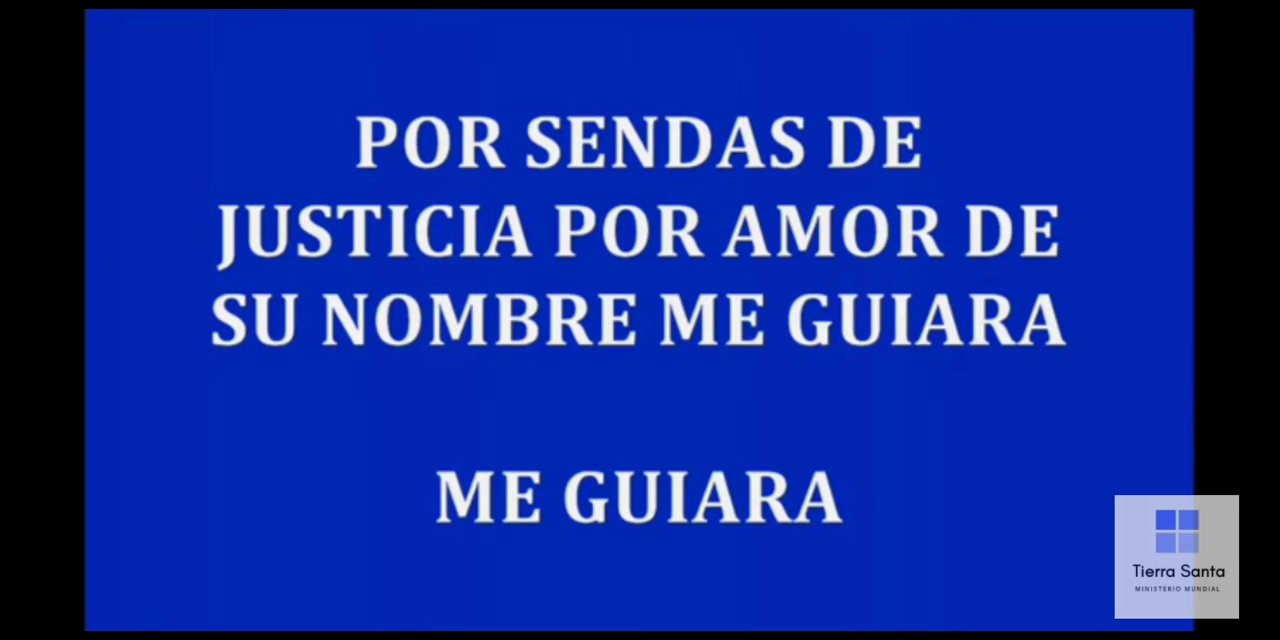 POR SENDAS DE
JUSTICIA POR AMOR DE
SU NOMBRE ME GUIARA
ME GUIARA
Tierra Santa
MINISTERIO MUNDIAL